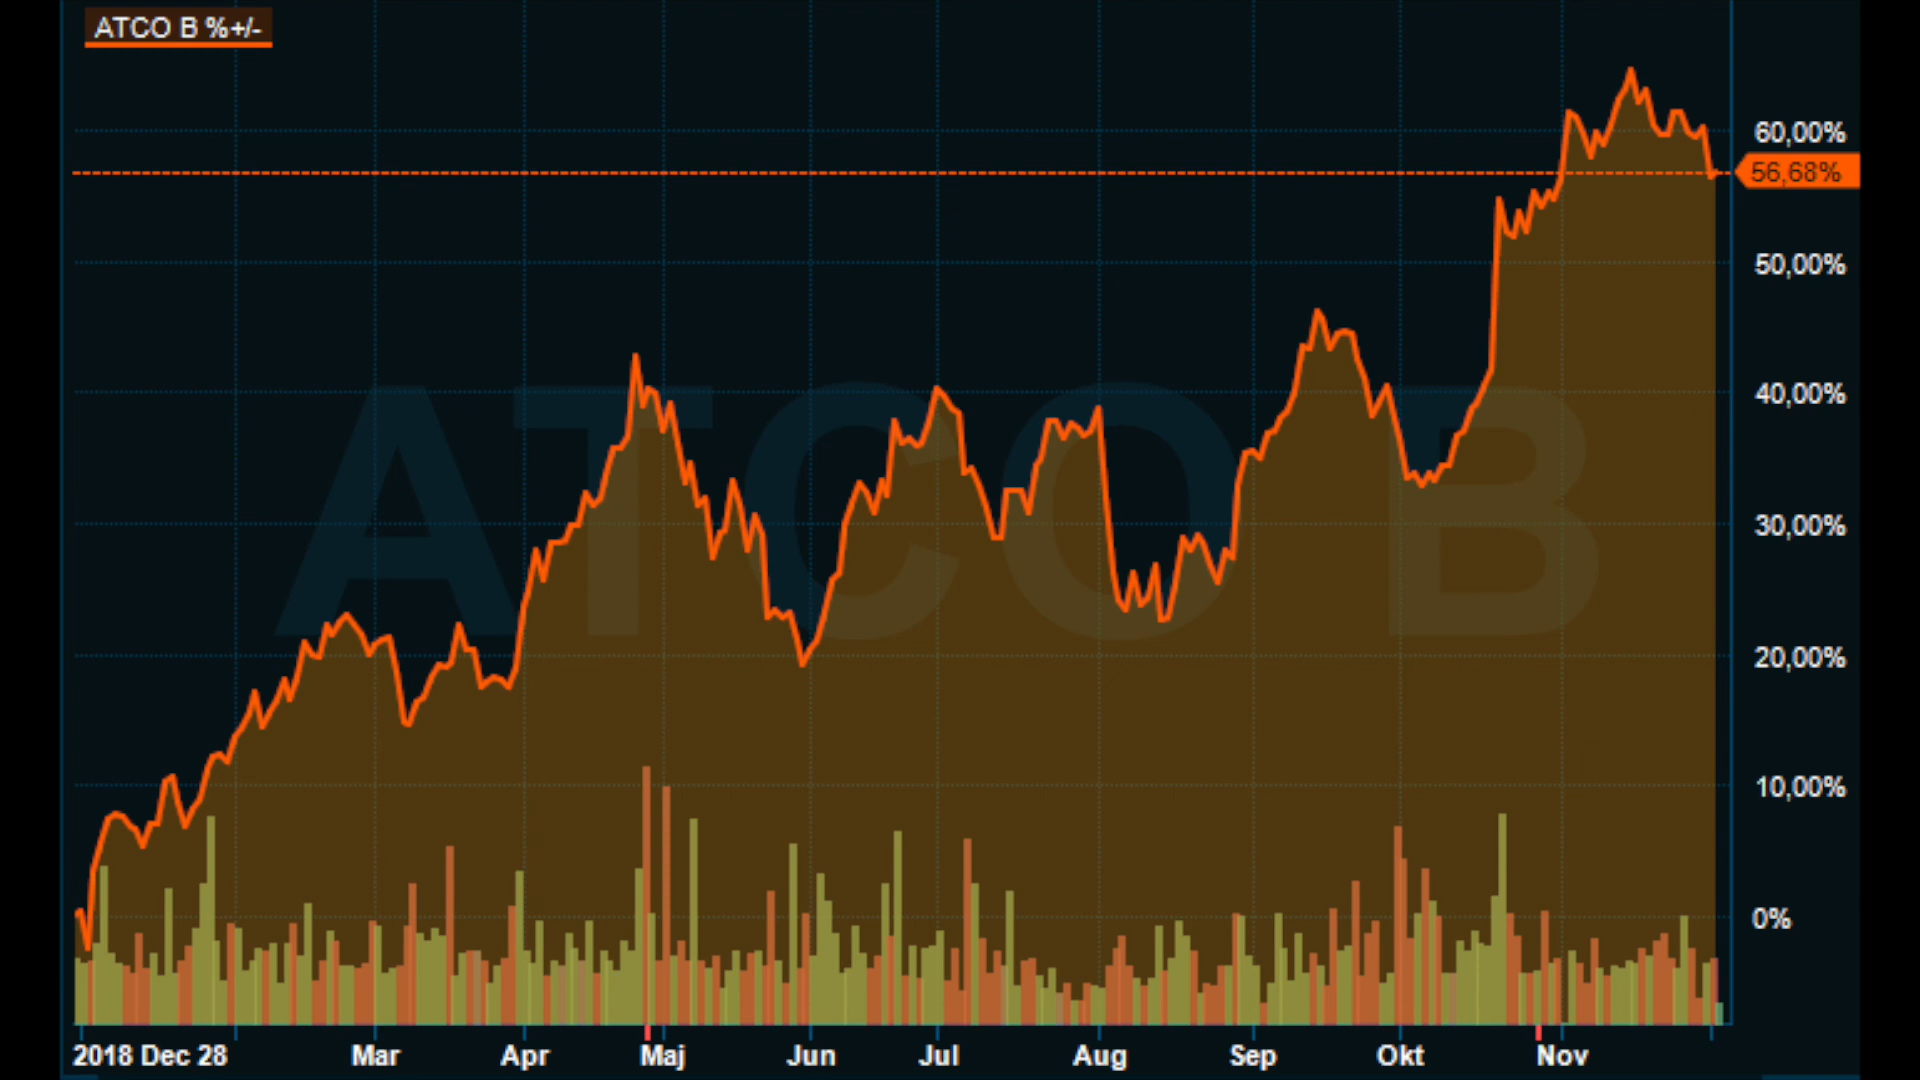 ATCO B %+/-
60,00%
56,68%
50,00%
40,00%
ATCO B
30,00%
20,00%
10,00%
0%
2018 Dec 28 Mar Apr Maj Jun Jul Aug Sep Okt Nov